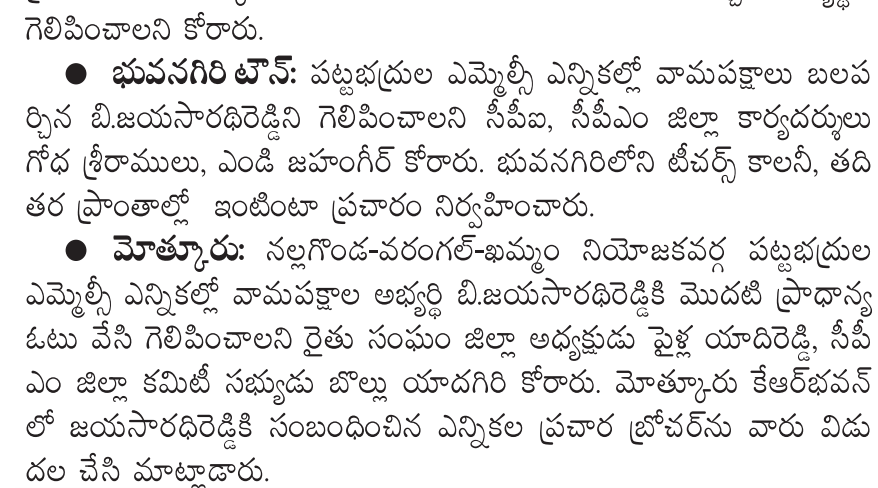 గెలిపించాలని కోరారు.
● భువనగిరి టౌన్: పట్టభద్రుల ఎమ్మెల్సీ ఎన్నికల్లో వామపక్షాలు బలప
ర్చిన బి.జయసారథిరెడ్డిని గెలిపించాలని సీపీఐ, సీపీఎం జిల్లా కార్యదర్శులు
గోధ శ్రీరాములు, ఎండి జహంగీర్ కోరారు. భువనగిరిలోని టీచర్స్ కాలనీ, తది
తర ప్రాంతాల్లో ఇంటింటా ప్రచారం నిర్వహించారు.
● మోత్కూరు: నల్లగొండ-వరంగల్-ఖమ్మం నియోజకవర్గ పట్టభద్రుల
ఎమ్మెల్సీ ఎన్నికల్లో వామపక్షాల అభ్యర్థి బి.జయసారథిరెడ్డికి మొదటి ప్రాధాన్య
ఓటు వేసి గెలిపించాలని రైతు సంఘం జిల్లా అధ్యక్షుడు పైళ్ల యాదిరెడ్డి, సీపీ
ఎం జిల్లా కమిటీ సభ్యుడు బొల్లు యాదగిరి కోరారు. మోత్కూరు కేఆర్‌భవన్
లో జయసారధిరెడ్డికి సంబంధించిన ఎన్నికల ప్రచార బ్రోచర్‌ను వారు విడు
దల చేసి మాట్లాడారు.